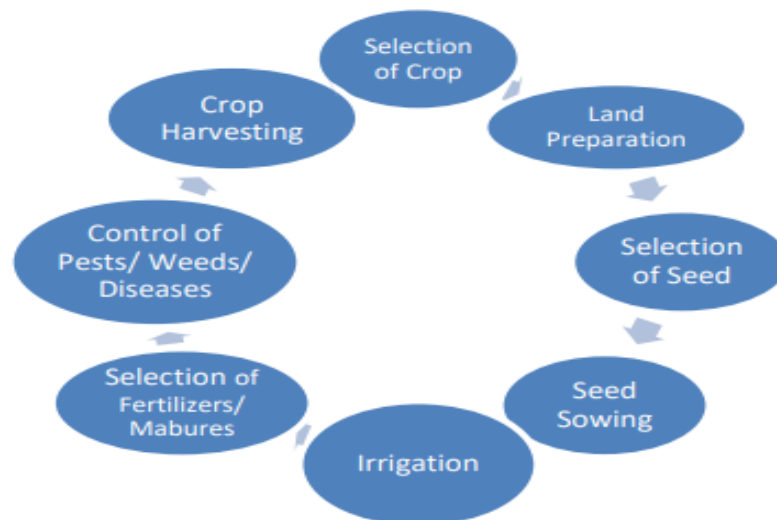 Selection
of Crop
Land
Preparation
Selection
of Seed
Seed
Sowing
Irrigation
Selection of
Fertilizers/
Mabures
Control of
Pests/ Weeds/
Diseases
Crop
Harvesting